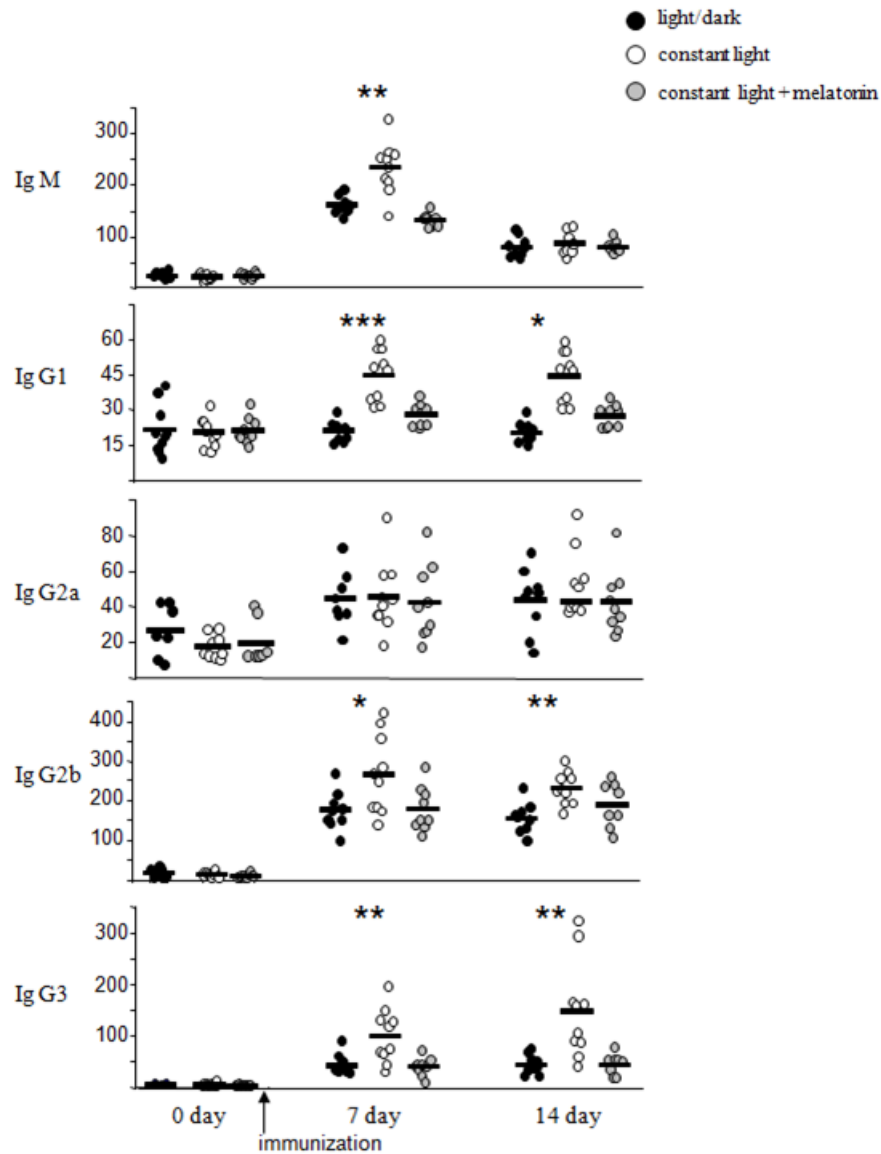 light/dark
constant light
constant light + melatonin
**
300
200
100
Ig M
*** *
60
45
30
15
Ig G1
80
60
40
20
Ig G2a
* **
400
300
200
100
Ig G2b
** **
300
200
100
Ig G3
0 day 7 day 14 day
immunization